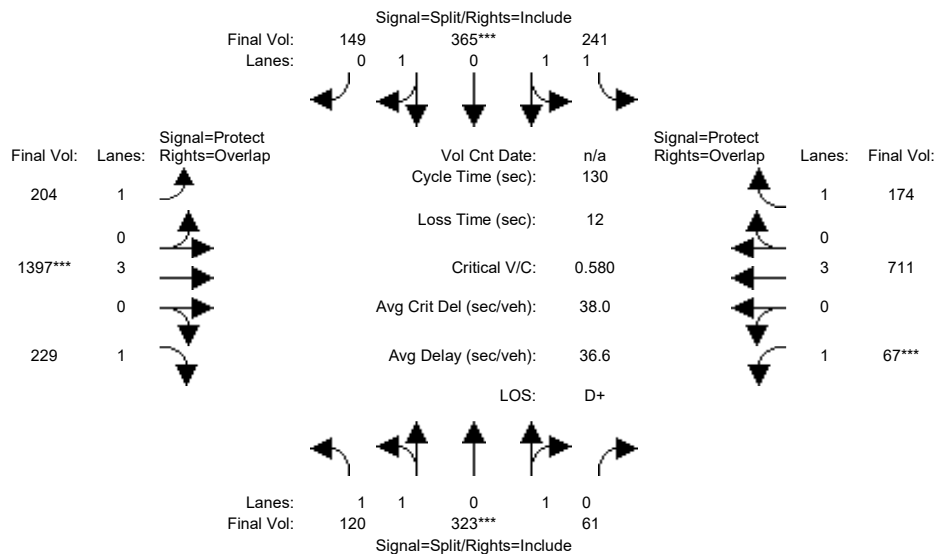 Signal=Split/Rights=Include
Final Vol: 149 365*** 241
Lanes: 0 1 0 1 1
Signal=Protect
Final Vol: Lanes: Rights=Overlap
Vol Cnt Date: n/a
Signal=Protect
Rights=Overlap Lanes: Final Vol:
Cycle Time (sec): 130
204 1
1 174
Loss Time (sec): 12
0
0
1397*** 3
Critical V/C: 0.580
3 711
0
Avg Crit Del (sec/veh): 38.0
0
229 1
Avg Delay (sec/veh): 36.6
1 67***
LOS: D+
Lanes: 1 1 0 1 0
Final Vol: 120 323*** 61
Signal=Split/Rights=Include